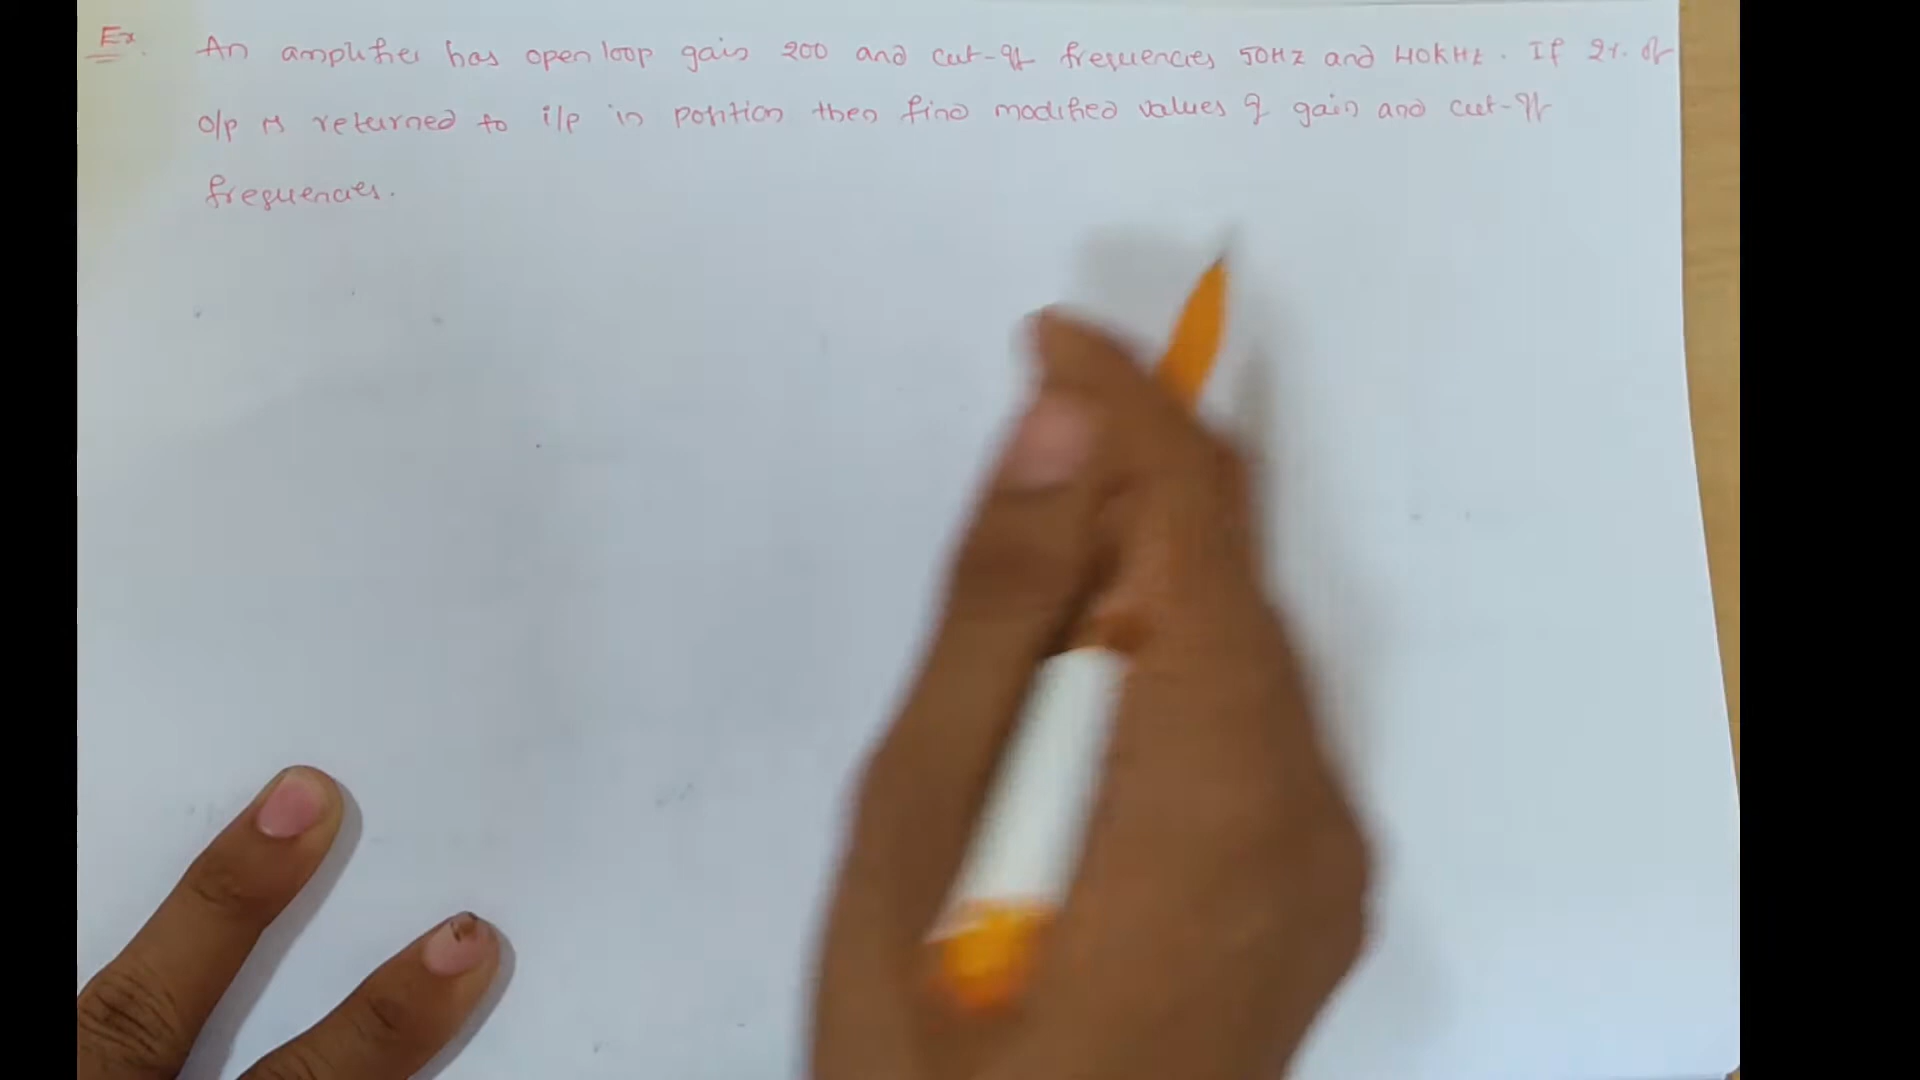 Ex. An amplifier has open loop gain 200 and cut-off frequencies 50Hz and 40kHz. If 2% of
o/p is returned to i/p in position then find modified values of gain and cut-off
frequencies.